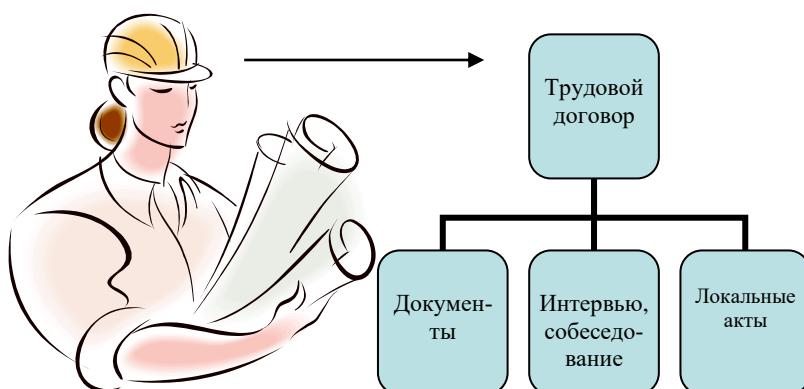 Трудовой
договор
Докумен-
ты
Интервью,
собеседо-
вание
Локальные
акты